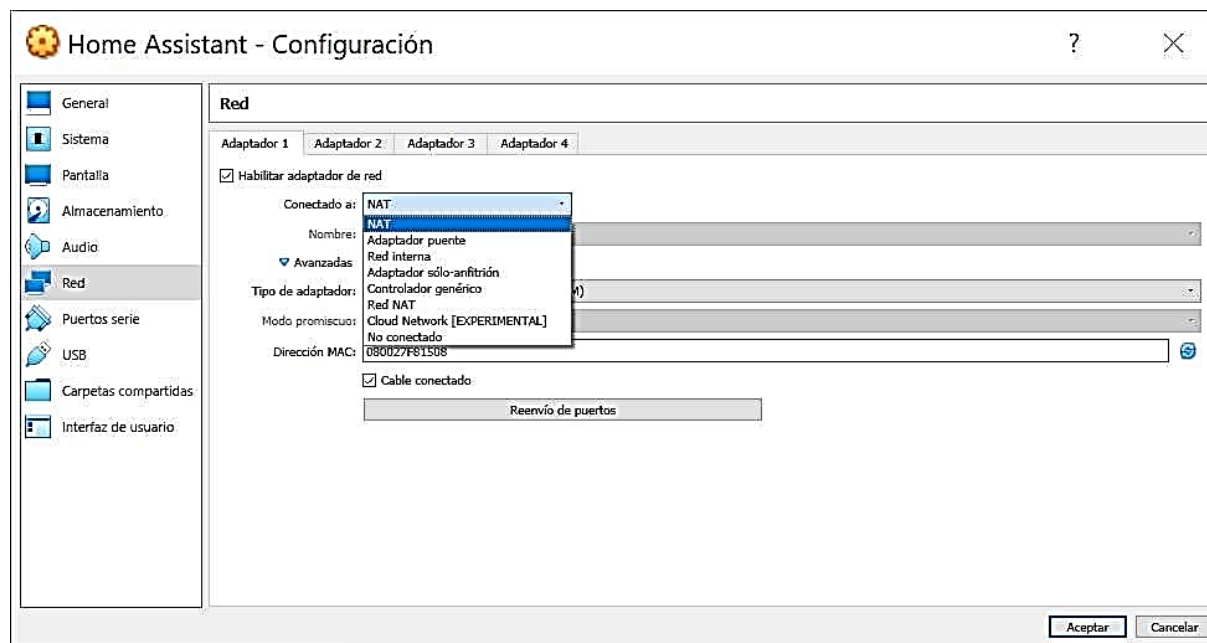 Home Assistant - Configuración
?
General
Sistema
Pantalla
Almacenamiento
Audio
Red
Puertos serie
USB
Carpetas compartidas
Interfaz de usuario
Red
Adaptador 1 Adaptador 2 Adaptador 3 Adaptador 4
Habilitar adaptador de red
Conectado a: NAT
NAT
Nombre:
Adaptador puente
Red interna
Avanzadas
Adaptador sólo-anfitrión
Controlador genérico
Tipo de adaptador:
Red NAT
Modo promiscuo:
Cloud Network [EXPERIMENTAL]
No conectado
Dirección MAC: 080027F81508
Cable conectado
Reenvío de puertos
Aceptar Cancelar